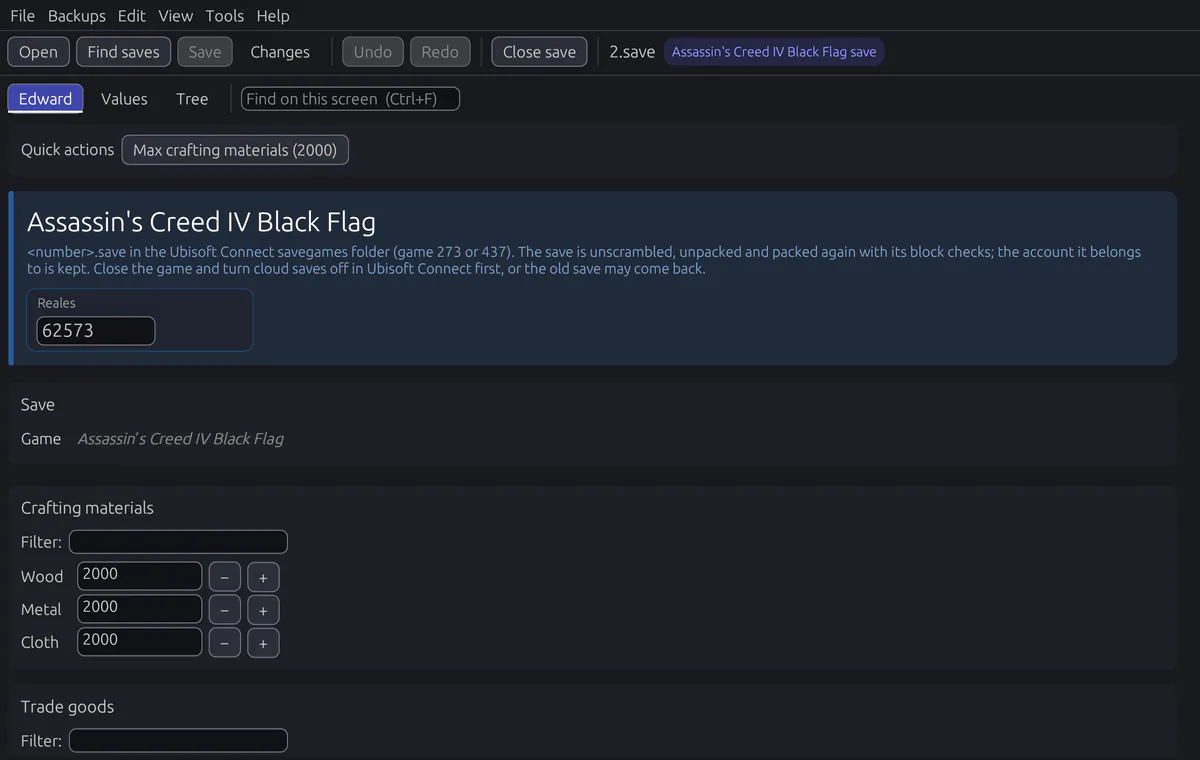 File Backups Edit View Tools Help
Open Find saves Save Changes Undo Redo Close save 2.save Assassin's Creed IV Black Flag save
Edward Values Tree Find on this screen (Ctrl+F)
Quick actions Max crafting materials (2000)
Assassin's Creed IV Black Flag
<number>.save in the Ubisoft Connect savegames folder (game 273 or 437). The save is unscrambled, unpacked and packed again with its block checks; the account it belongs
to is kept. Close the game and turn cloud saves off in Ubisoft Connect first, or the old save may come back.
Reales
62573
Save
Game Assassin's Creed IV Black Flag
Crafting materials
Filter:
Wood 2000 − +
Metal 2000 − +
Cloth 2000 − +
Trade goods
Filter: